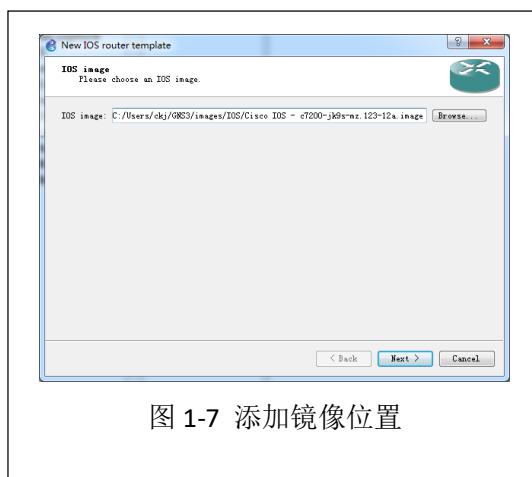 New IOS router template
IOS image
Please choose an IOS image.
IOS image: C:/Users/ckj/GNS3/images/IOS/Cisco IOS - c7200-jk9s-mz.123-12a.image Browse...
< Back Next > Cancel
图 1-7 添加镜像位置